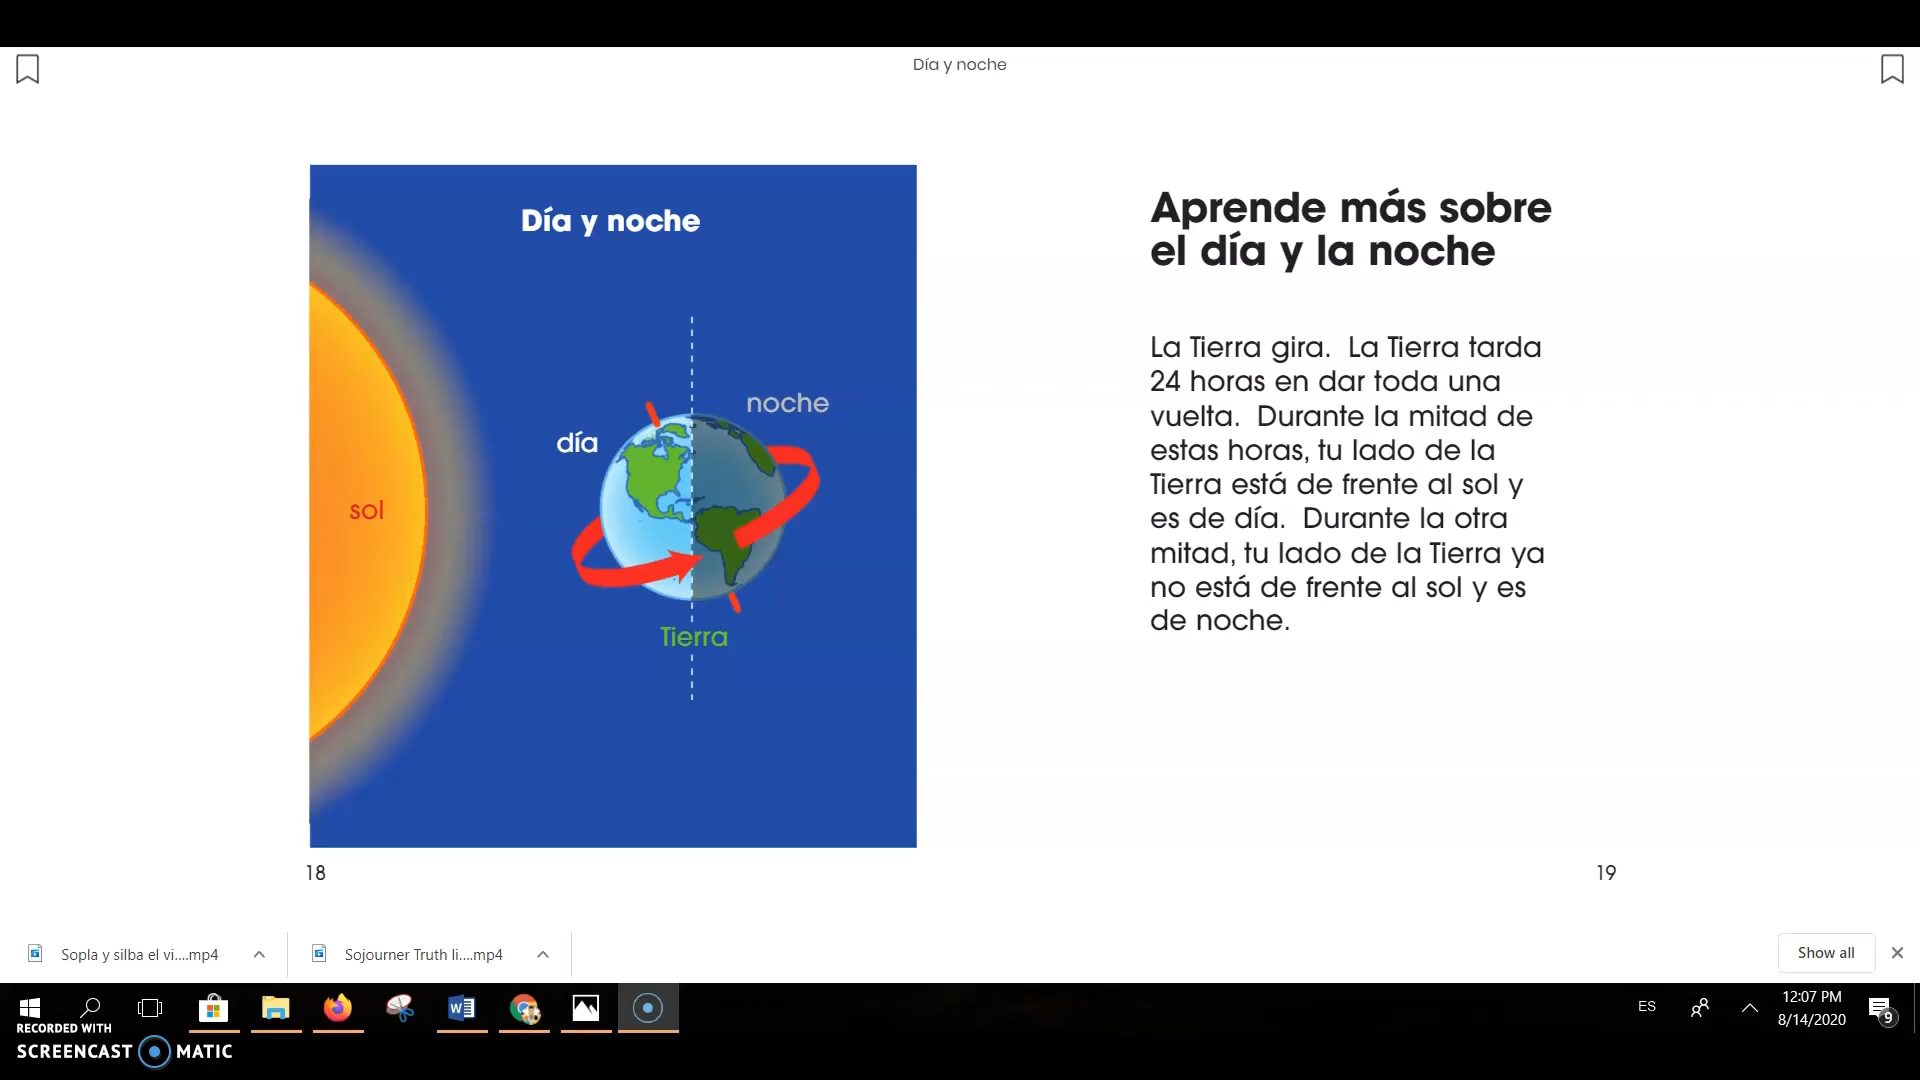 Día y noche
Día y noche
noche
día
sol
Tierra
18
Aprende más sobre
el día y la noche
La Tierra gira. La Tierra tarda
24 horas en dar toda una
vuelta. Durante la mitad de
estas horas, tu lado de la
Tierra está de frente al sol y
es de día. Durante la otra
mitad, tu lado de la Tierra ya
no está de frente al sol y es
de noche.
19
Sopla y silba el vi....mp4
Sojourner Truth li....mp4
Show all
ES
12:07 PM
8/14/2020
9
RECORDED WITH
SCREENCAST MATIC